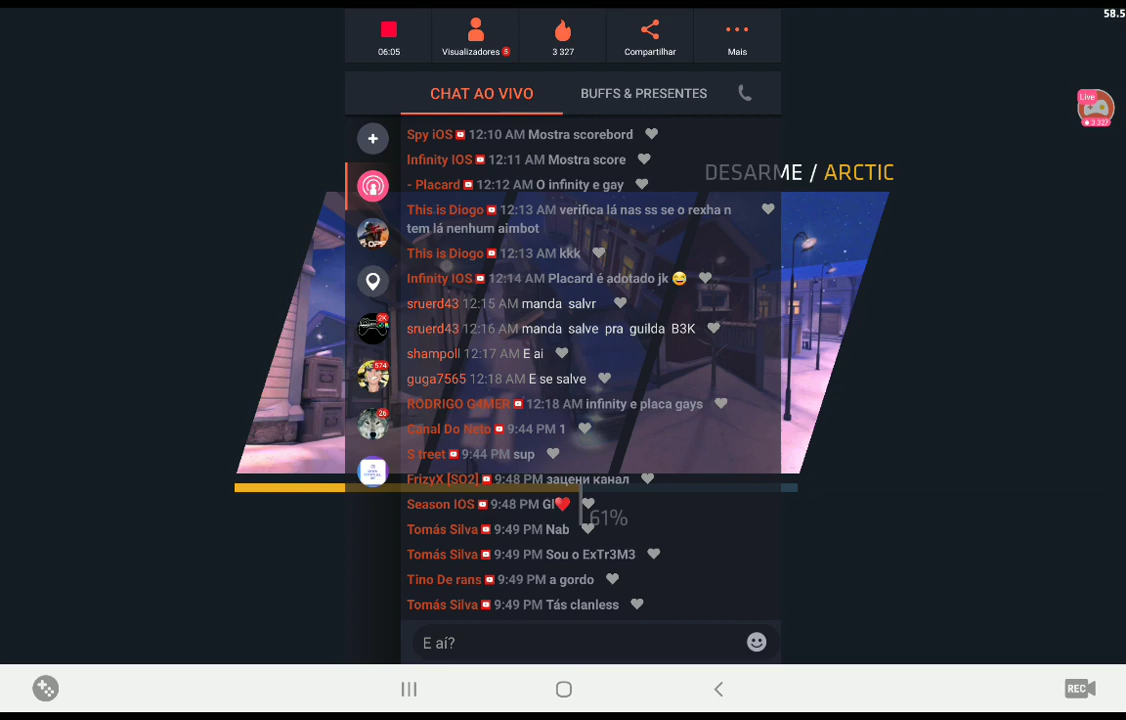 58.5
06:05
Visualizadores 5
3 327
Compartilhar
Mais
CHAT AO VIVO
BUFFS & PRESENTES
Live
3 327
DESARME / ARCTIC
Spy iOS 12:10 AM Mostra scorebord
Infinity IOS 12:11 AM Mostra score
- Placard 12:12 AM O infinity e gay
This is Diogo 12:13 AM verifica lá nas ss se o rexha n
tem lá nenhum aimbot
This is Diogo 12:13 AM kkk
Infinity IOS 12:14 AM Placard é adotado jk 😂
sruerd43 12:15 AM manda salvr
sruerd43 12:16 AM manda salve pra guilda B3K
shampoll 12:17 AM E ai
guga7565 12:18 AM E se salve
RODRIGO G4MER 12:18 AM infinity e placa gays
Canal Do Neto 9:44 PM 1
S treet 9:44 PM sup
FrizyX [SO2] 9:48 PM зацени канал
Season IOS 9:48 PM Gl❤️
Tomás Silva 9:49 PM Nab
Tomás Silva 9:49 PM Sou o ExTr3M3
Tino De rans 9:49 PM a gordo
Tomás Silva 9:49 PM Tás clanless
2K
574
26
61%
E aí?
REC